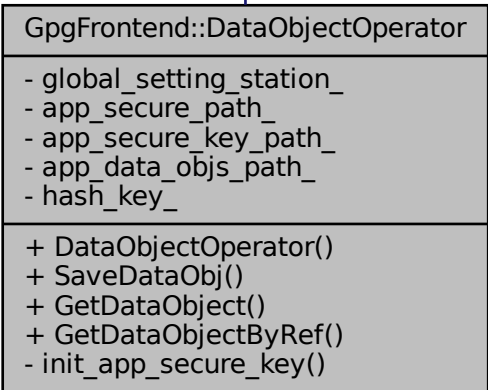 GpgFrontend::DataObjectOperator
- global_setting_station_
- app_secure_path_
- app_secure_key_path_
- app_data_objs_path_
- hash_key_
+ DataObjectOperator()
+ SaveDataObj()
+ GetDataObject()
+ GetDataObjectByRef()
- init_app_secure_key()